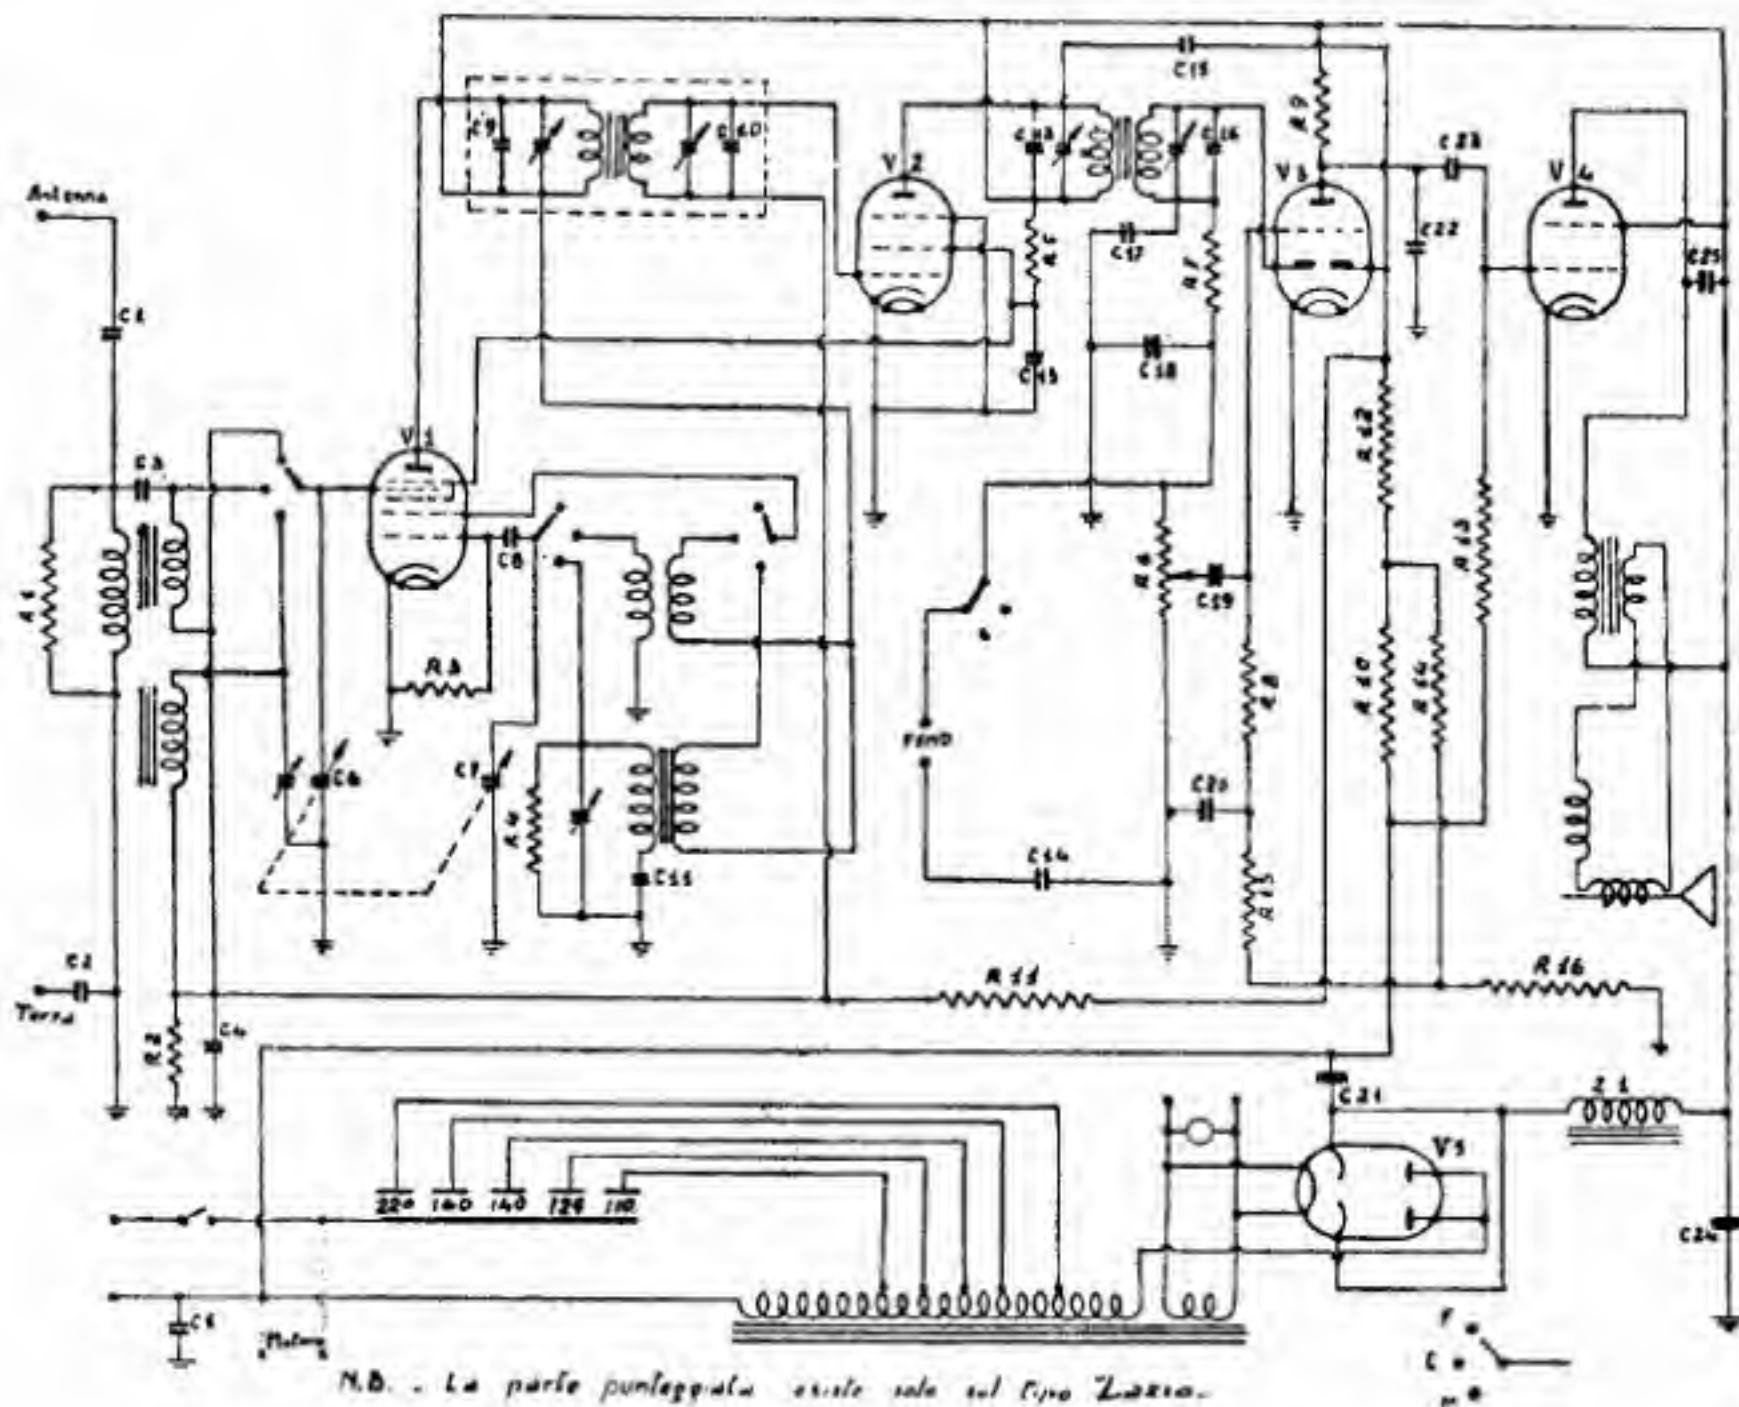 Antenna
C1
C3
R1
C2
Terra
R2
C4
C5
V1
R3
C8
C6
C7
R4
C11
C9
C10
V2
C15
C17
C18
R7
V3
R9
C22
C23
V4
C25
R6
C19
R8
C20
R15
FONO
C14
R12
R10
R14
R13
R11
R16
C21
Z1
V5
C24
220
160
140
125
110
Motore
F
C
M
N.B. - La parte punteggiata esiste solo sul tipo